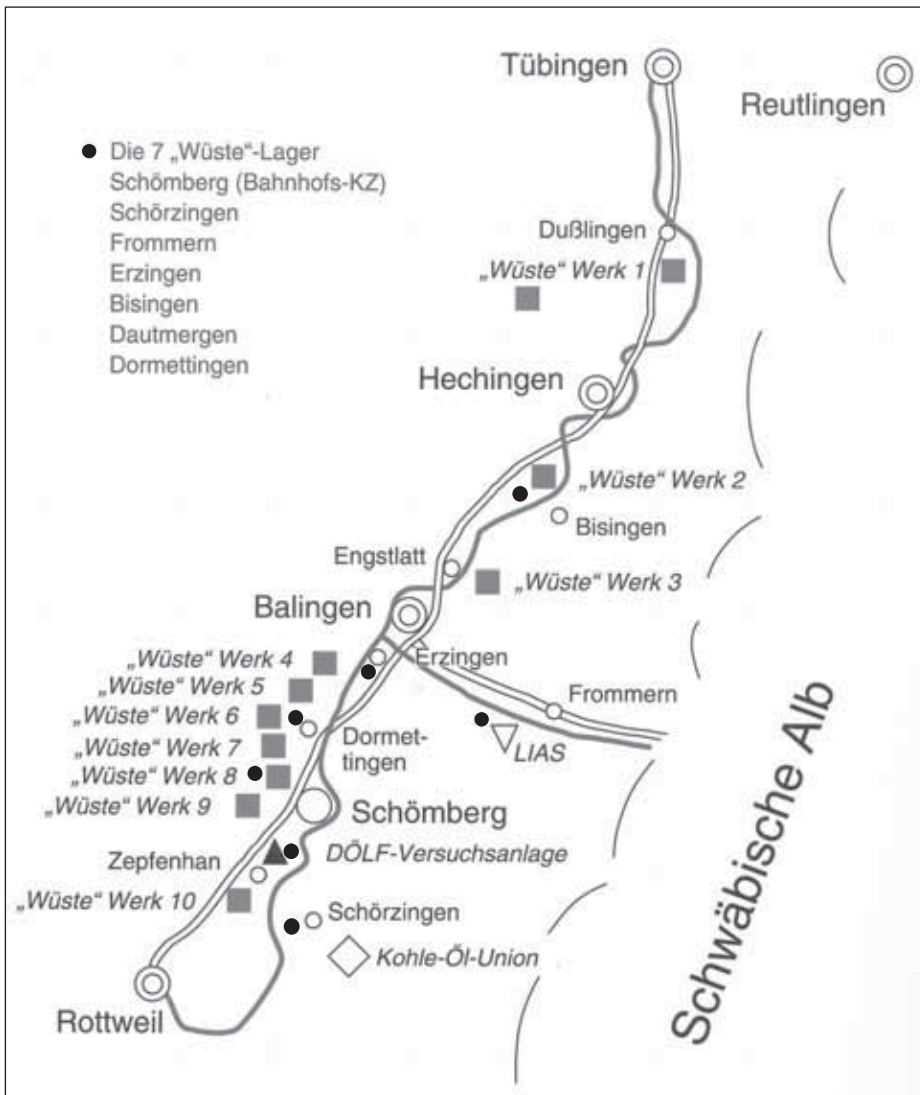 Tübingen
Reutlingen
● Die 7 „Wüste“-Lager
Schömberg (Bahnhofs-KZ)
Schörzingen
Frommern
Erzingen
Bisingen
Dautmergen
Dormettingen
Dußlingen
„Wüste“ Werk 1
Hechingen
„Wüste“ Werk 2
Bisingen
Engstlatt
„Wüste“ Werk 3
Balingen
„Wüste“ Werk 4
Erzingen
„Wüste“ Werk 5
Frommern
„Wüste“ Werk 6
Dormet-
tingen
LIAS
„Wüste“ Werk 7
„Wüste“ Werk 8
„Wüste“ Werk 9
Schömberg
DÖLF-Versuchsanlage
Zepfenhan
„Wüste“ Werk 10
Schörzingen
Kohle-Öl-Union
Rottweil
Schwäbische Alb